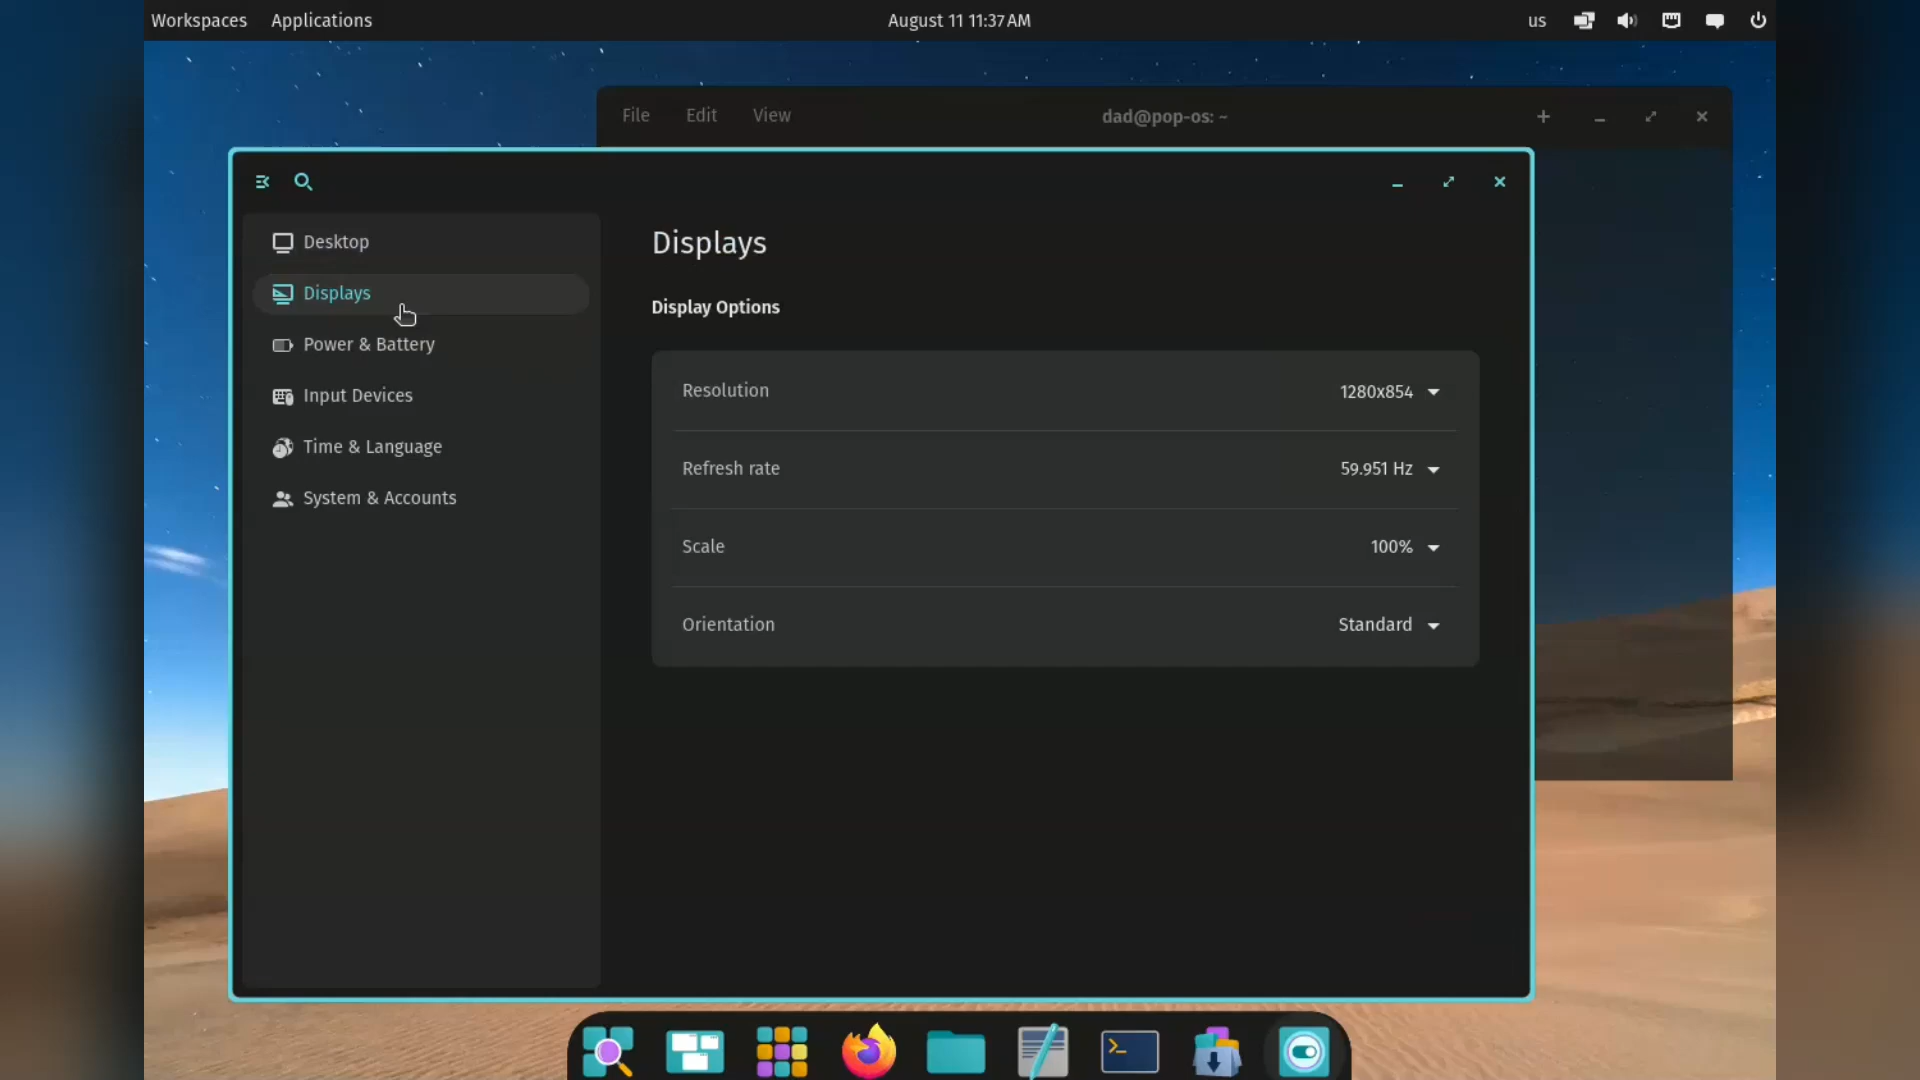 Workspaces Applications August 11 11:37 AM us
File Edit View dad@pop-os: ~
Desktop
Displays
Power & Battery
Input Devices
Time & Language
System & Accounts
Displays
Display Options
Resolution 1280x854
Refresh rate 59.951 Hz
Scale 100%
Orientation Standard